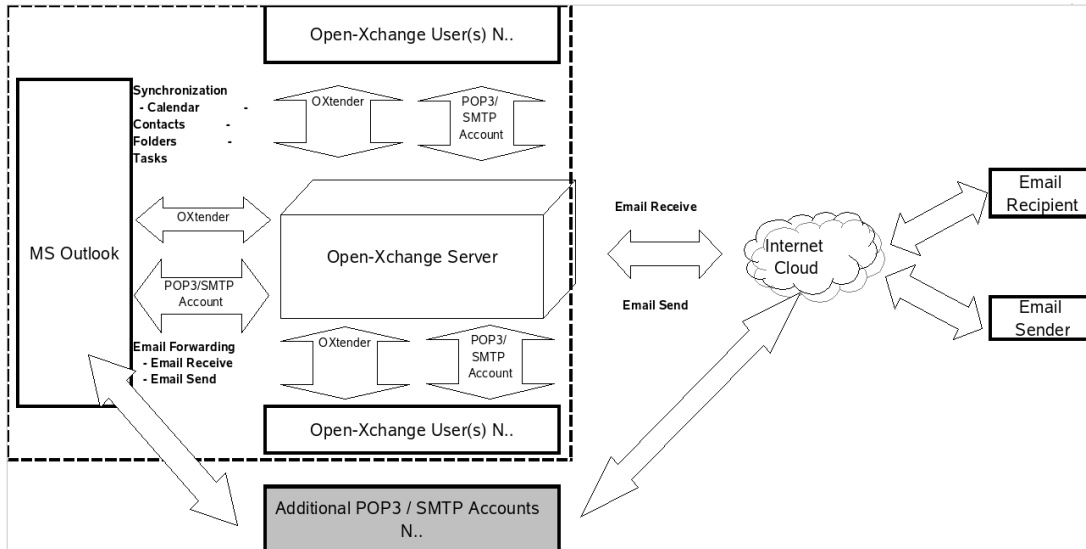 Open-Xchange User(s) N..
Synchronization
- Calendar -
Contacts -
Folders -
Tasks
OXtender
POP3/
SMTP
Account
MS Outlook
OXtender
POP3/SMTP
Account
Open-Xchange Server
Email Receive
Email Send
Internet
Cloud
Email
Recipient
Email
Sender
Email Forwarding
- Email Receive
- Email Send
OXtender
POP3/
SMTP
Account
Open-Xchange User(s) N..
Additional POP3 / SMTP Accounts
N..